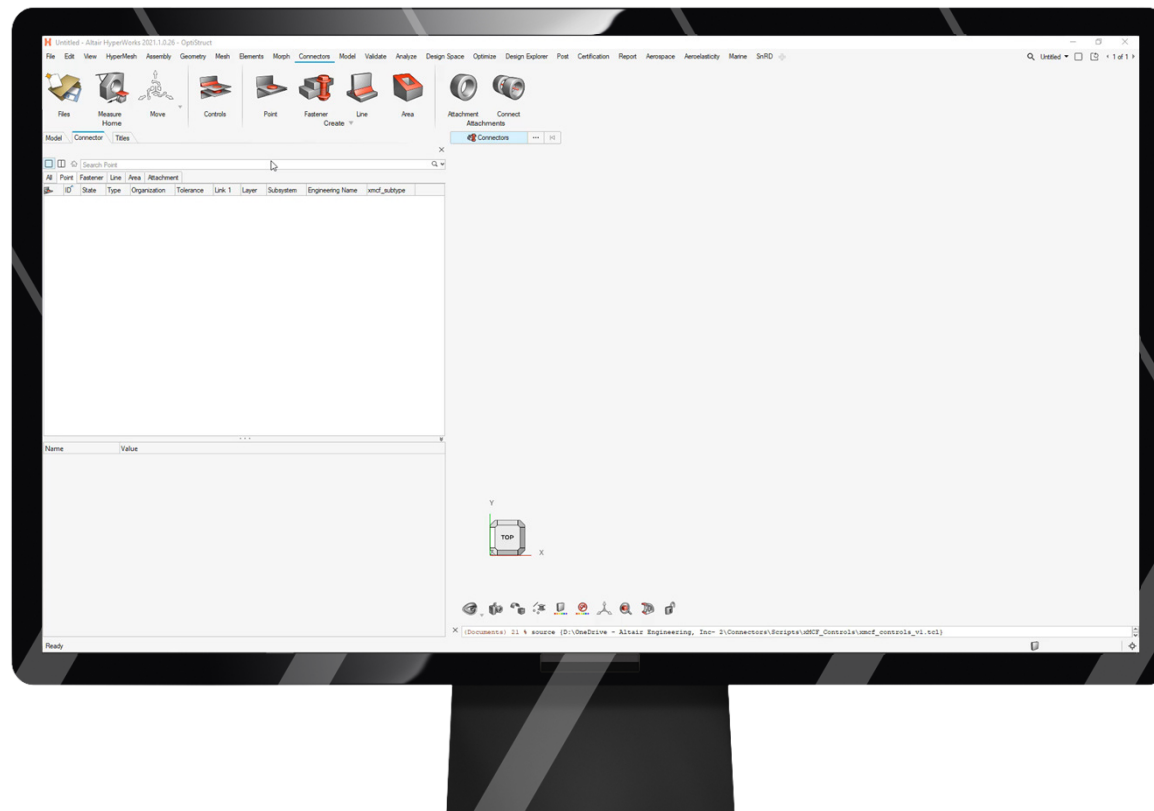 Untitled - Altair HyperWorks 2021.1.0.26 - OptiStruct
File Edit View HyperMesh Assembly Geometry Mesh Elements Morph Connectors Model Validate Analyze Design Space Optimize Design Explorer Post Certification Report Aerospace Aeroelasticity Marine SnRD Untitled 1 of 1
Files Measure Move Controls Point Fastener Line Area Attachment Connect
Home Create Attachments
Model Connector Titles Connectors
Search Point
All Point Fastener Line Area Attachment
ID State Type Organization Tolerance Link 1 Layer Subsystem Engineering Name xmcf_subtype
Name Value
Y
TOP
X
(Documents) 21 % source {D:\OneDrive - Altair Engineering, Inc- 2\Connectors\Scripts\xMCF_Controls\xmcf_controls_v1.tcl}
Ready